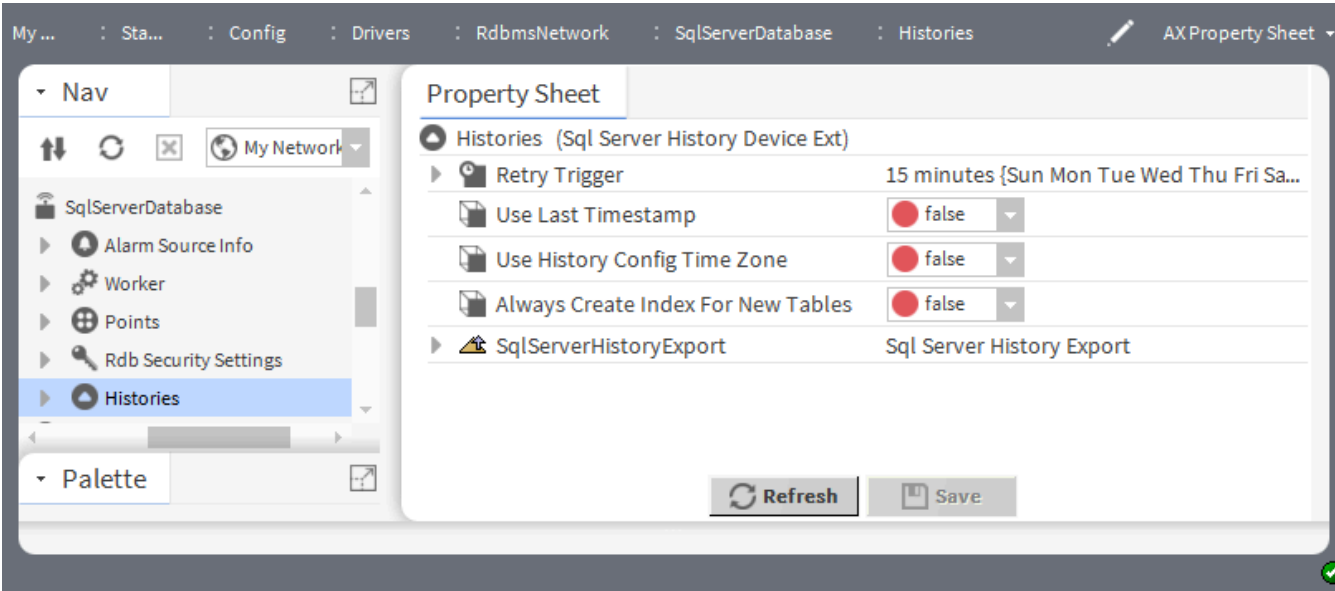 My ... : Sta... : Config : Drivers : RdbmsNetwork : SqlServerDatabase : Histories AX Property Sheet
Nav
My Network
SqlServerDatabase
Alarm Source Info
Worker
Points
Rdb Security Settings
Histories
Palette
Property Sheet
Histories (Sql Server History Device Ext)
Retry Trigger 15 minutes {Sun Mon Tue Wed Thu Fri Sa...
Use Last Timestamp false
Use History Config Time Zone false
Always Create Index For New Tables false
SqlServerHistoryExport Sql Server History Export
Refresh Save